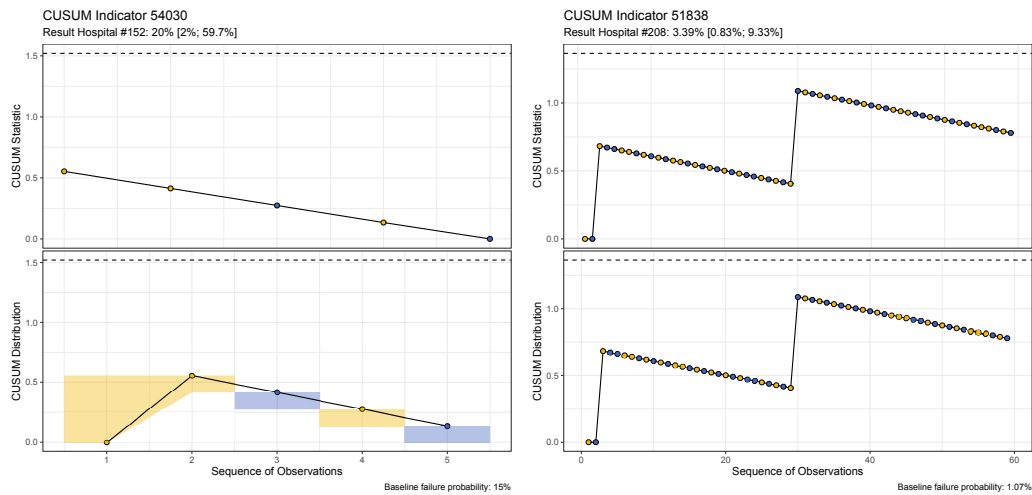 CUSUM Indicator 54030
Result Hospital #152: 20% [2%; 59.7%]
1.5
1.0
0.5
0.0
CUSUM Statistic
1.5
1.0
0.5
0.0
CUSUM Distribution
1
2
3
4
5
Sequence of Observations
Baseline failure probability: 15%
CUSUM Indicator 51838
Result Hospital #208: 3.39% [0.83%; 9.33%]
1.0
0.5
0.0
CUSUM Statistic
1.0
0.5
0.0
CUSUM Distribution
0
20
40
60
Sequence of Observations
Baseline failure probability: 1.07%